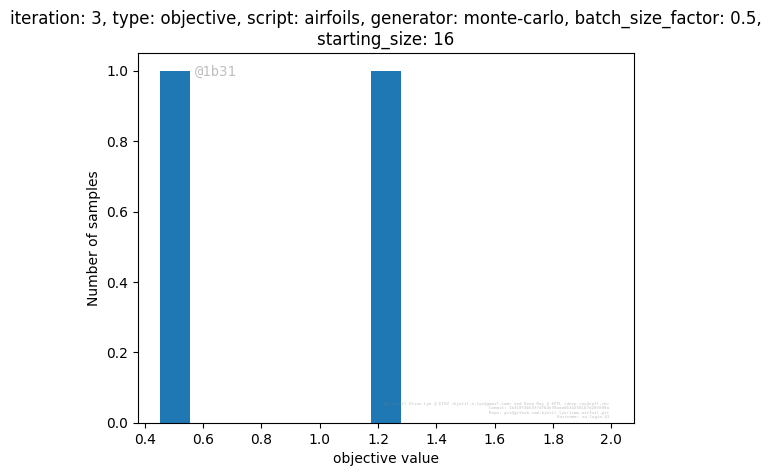 iteration: 3, type: objective, script: airfoils, generator: monte-carlo, batch_size_factor: 0.5,
starting_size: 16
@1b31
1.0
0.8
0.6
0.4
0.2
0.0
Number of samples
0.4 0.6 0.8 1.0 1.2 1.4 1.6 1.8 2.0
objective value